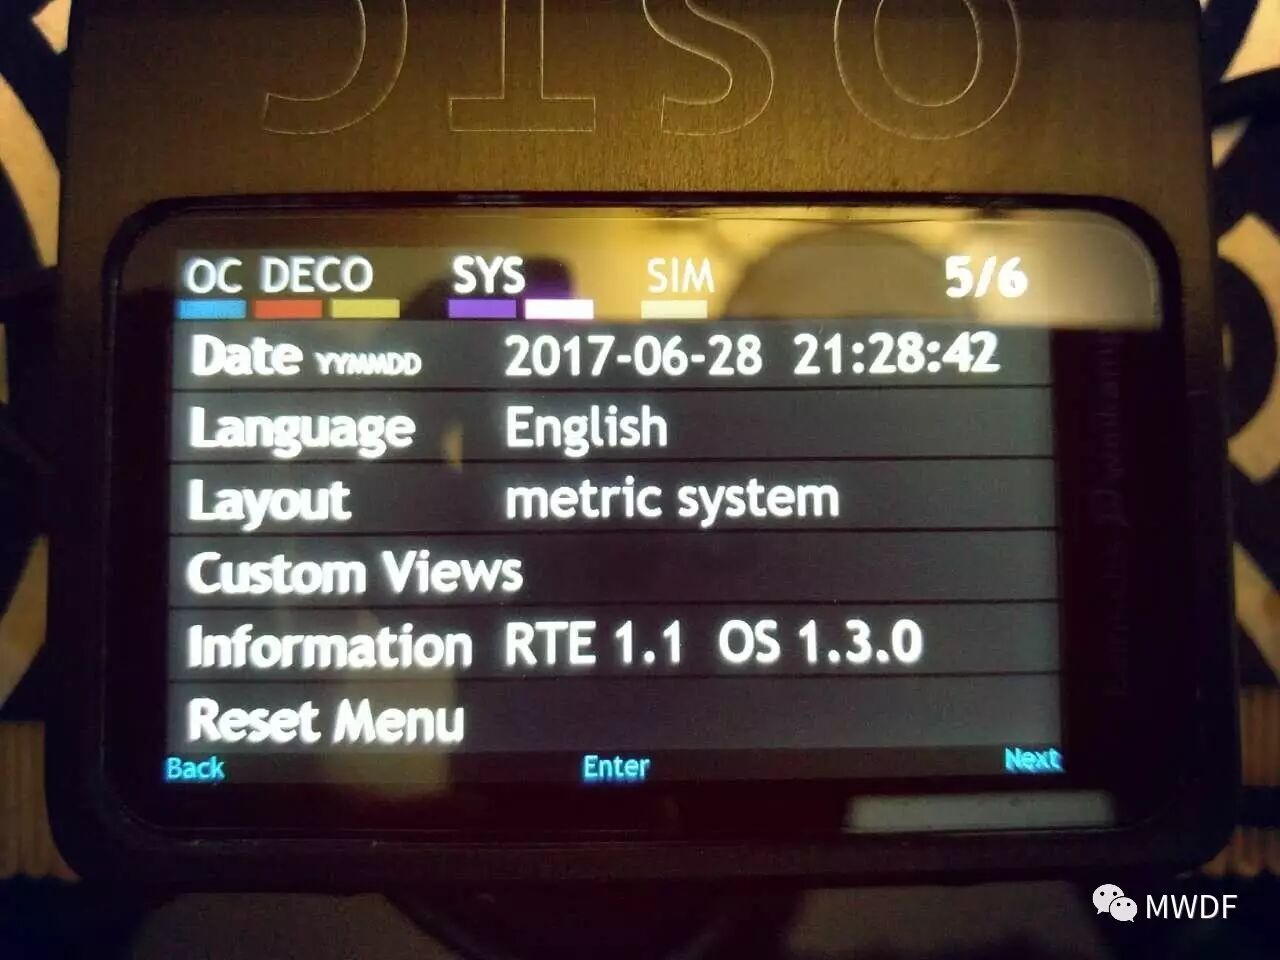 OSTC
OC DECO SYS SIM 5/6
Date YYMMDD 2017-06-28 21:28:42
Language English
Layout metric system
Custom Views
Information RTE 1.1 OS 1.3.0
Reset Menu
Back Enter Next
MWDF